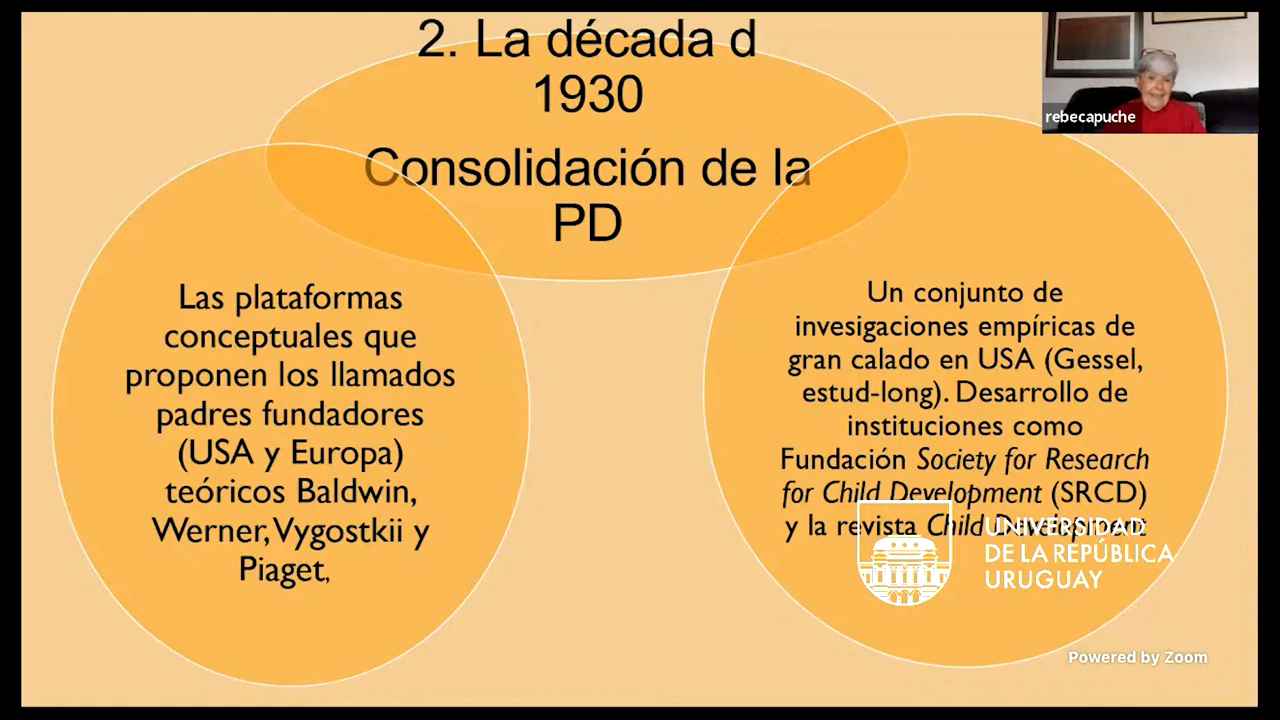 2. La década d
1930
Consolidación de la
PD
rebecapuche
Las plataformas
conceptuales que
proponen los llamados
padres fundadores
(USA y Europa)
teóricos Baldwin,
Werner, Vygostkii y
Piaget,
Un conjunto de
invesigaciones empíricas de
gran calado en USA (Gessel,
estud-long). Desarrollo de
instituciones como
Fundación Society for Research
for Child Development (SRCD)
y la revista Child Development
UNIVERSIDAD
DE LA REPÚBLICA
URUGUAY
Powered by Zoom